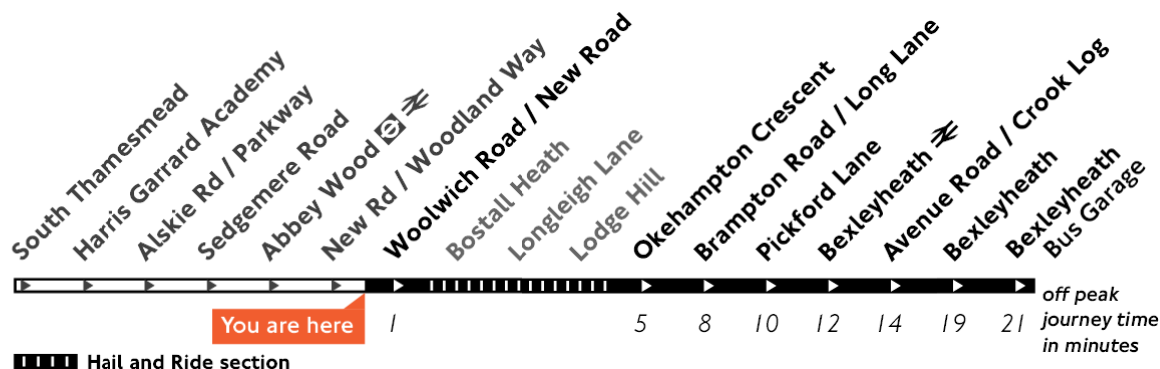 South Thamesmead
Harris Garrard Academy
Alskie Rd / Parkway
Sedgemere Road
Abbey Wood
New Rd / Woodland Way
Woolwich Road / New Road
Bostall Heath
Longleigh Lane
Lodge Hill
Okehampton Crescent
Brampton Road / Long Lane
Pickford Lane
Bexleyheath
Avenue Road / Crook Log
Bexleyheath
Bexleyheath
Bus Garage
You are here
1
5
8
10
12
14
19
21
off peak
journey time
in minutes
Hail and Ride section